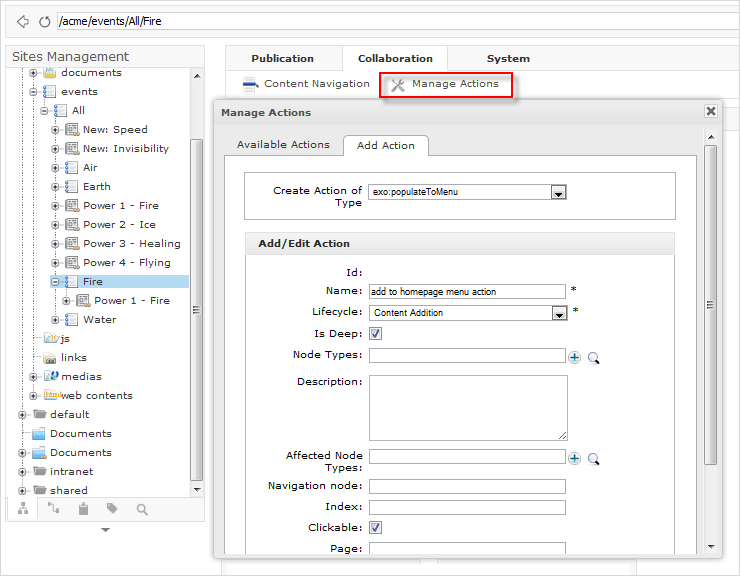 /acme/events/All/Fire
Sites Management
documents
events
All
New: Speed
New: Invisibility
Air
Earth
Power 1 - Fire
Power 2 - Ice
Power 3 - Healing
Power 4 - Flying
Fire
Power 1 - Fire
Water
js
links
medias
web contents
default
Documents
Documents
intranet
shared
Publication Collaboration System
Content Navigation Manage Actions
Manage Actions
Available Actions Add Action
Create Action of Type exo:populateToMenu
Add/Edit Action
Id:
Name: add to homepage menu action *
Lifecycle: Content Addition *
Is Deep:
Node Types:
Description:
Affected Node Types:
Navigation node:
Index:
Clickable:
Page: